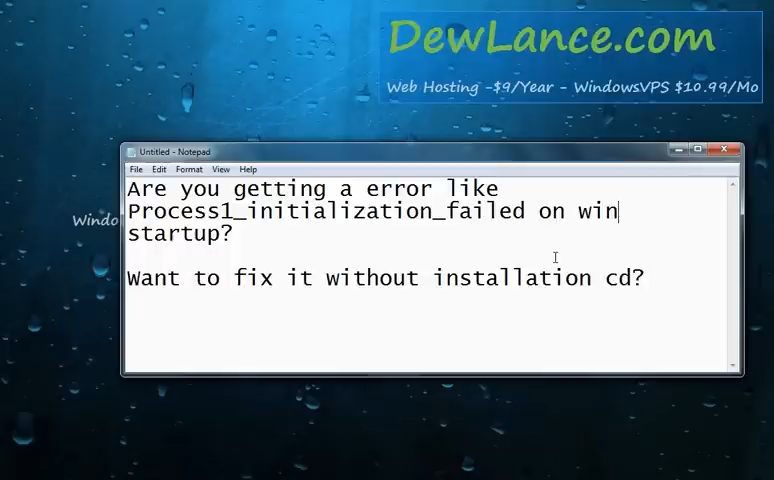 DewLance.com
Web Hosting -$9/Year - WindowsVPS $10.99/Mo
Untitled - Notepad
File Edit Format View Help
Are you getting a error like
Process1_initialization_failed on win
startup?
Windo
Want to fix it without installation cd?